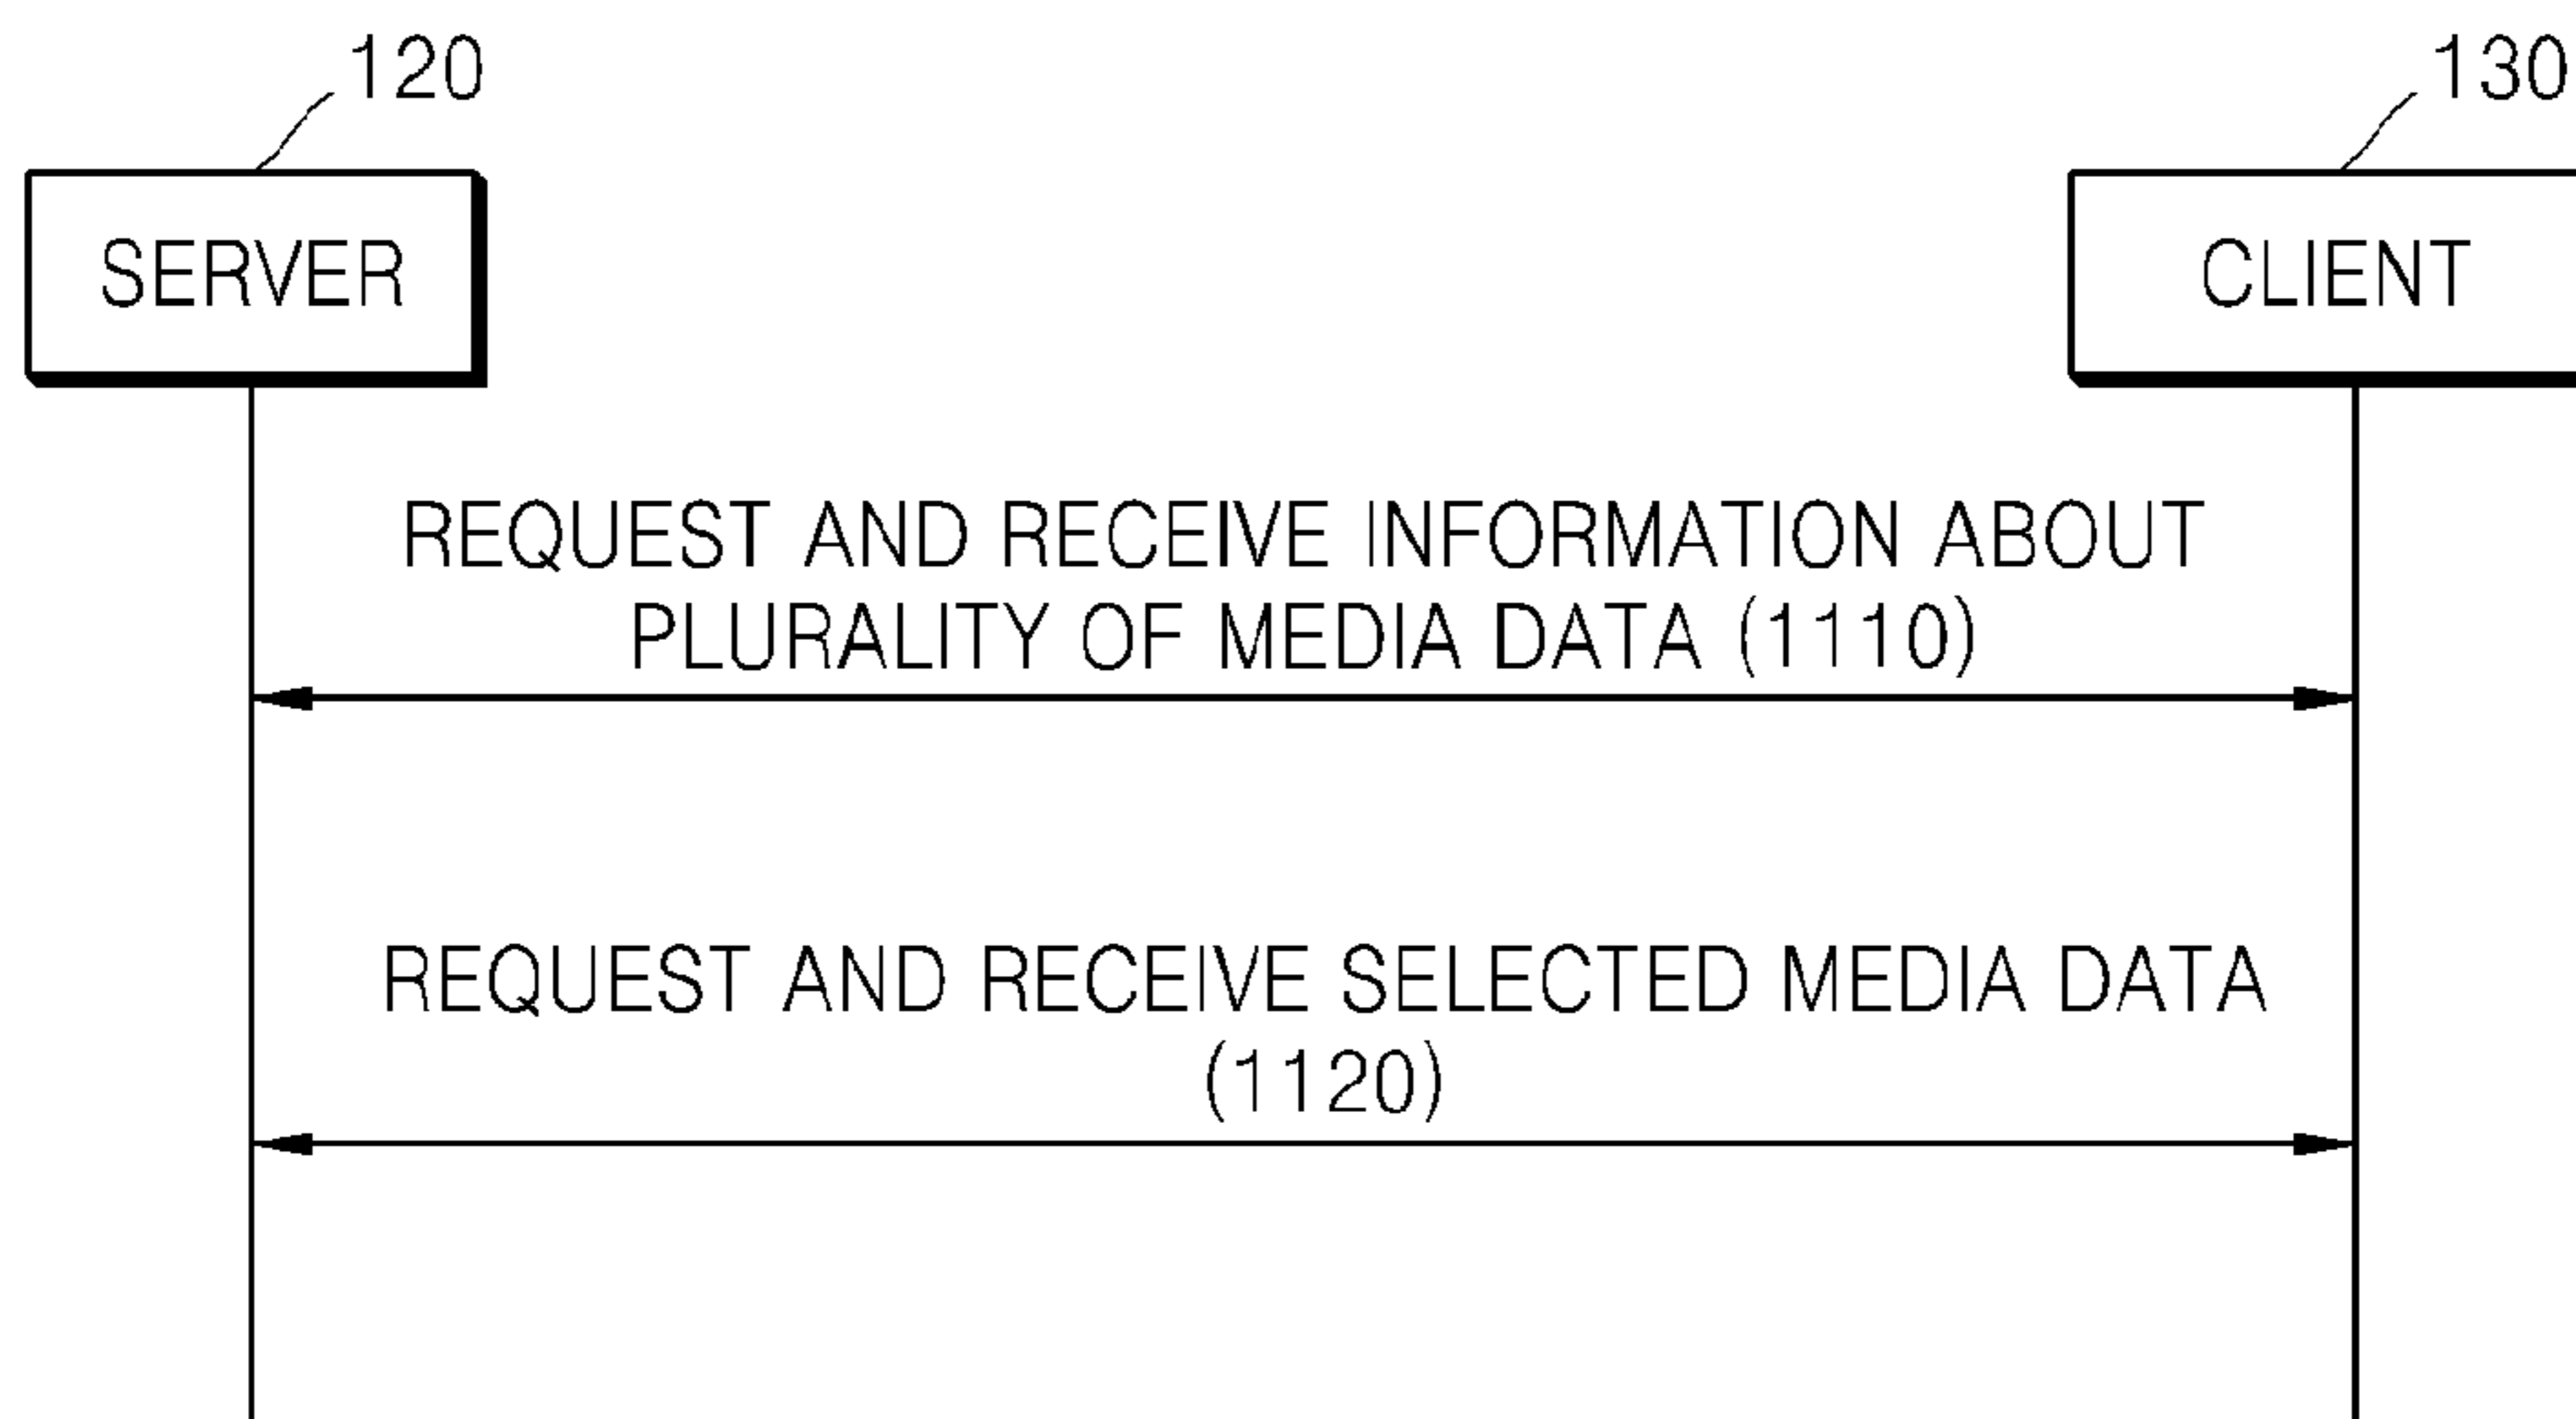 120
130
SERVER
CLIENT
REQUEST AND RECEIVE INFORMATION ABOUT
PLURALITY OF MEDIA DATA (1110)
REQUEST AND RECEIVE SELECTED MEDIA DATA
(1120)